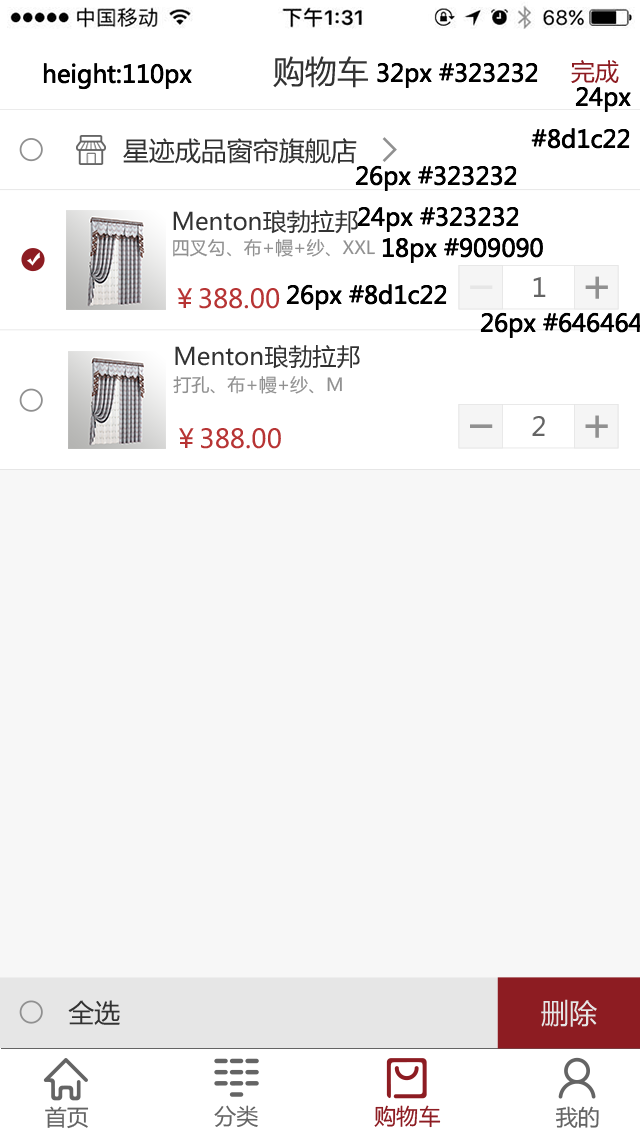 中国移动 下午1:31 68%
height:110px 购物车 32px #323232 完成
24px
#8d1c22
星迹成品窗帘旗舰店
26px #323232
Menton琅勃拉邦 24px #323232
四叉勾、布+幔+纱、XXL 18px #909090
￥388.00 26px #8d1c22 1
26px #646464
Menton琅勃拉邦
打孔、布+幔+纱、M
￥388.00 2
全选 删除
首页 分类 购物车 我的